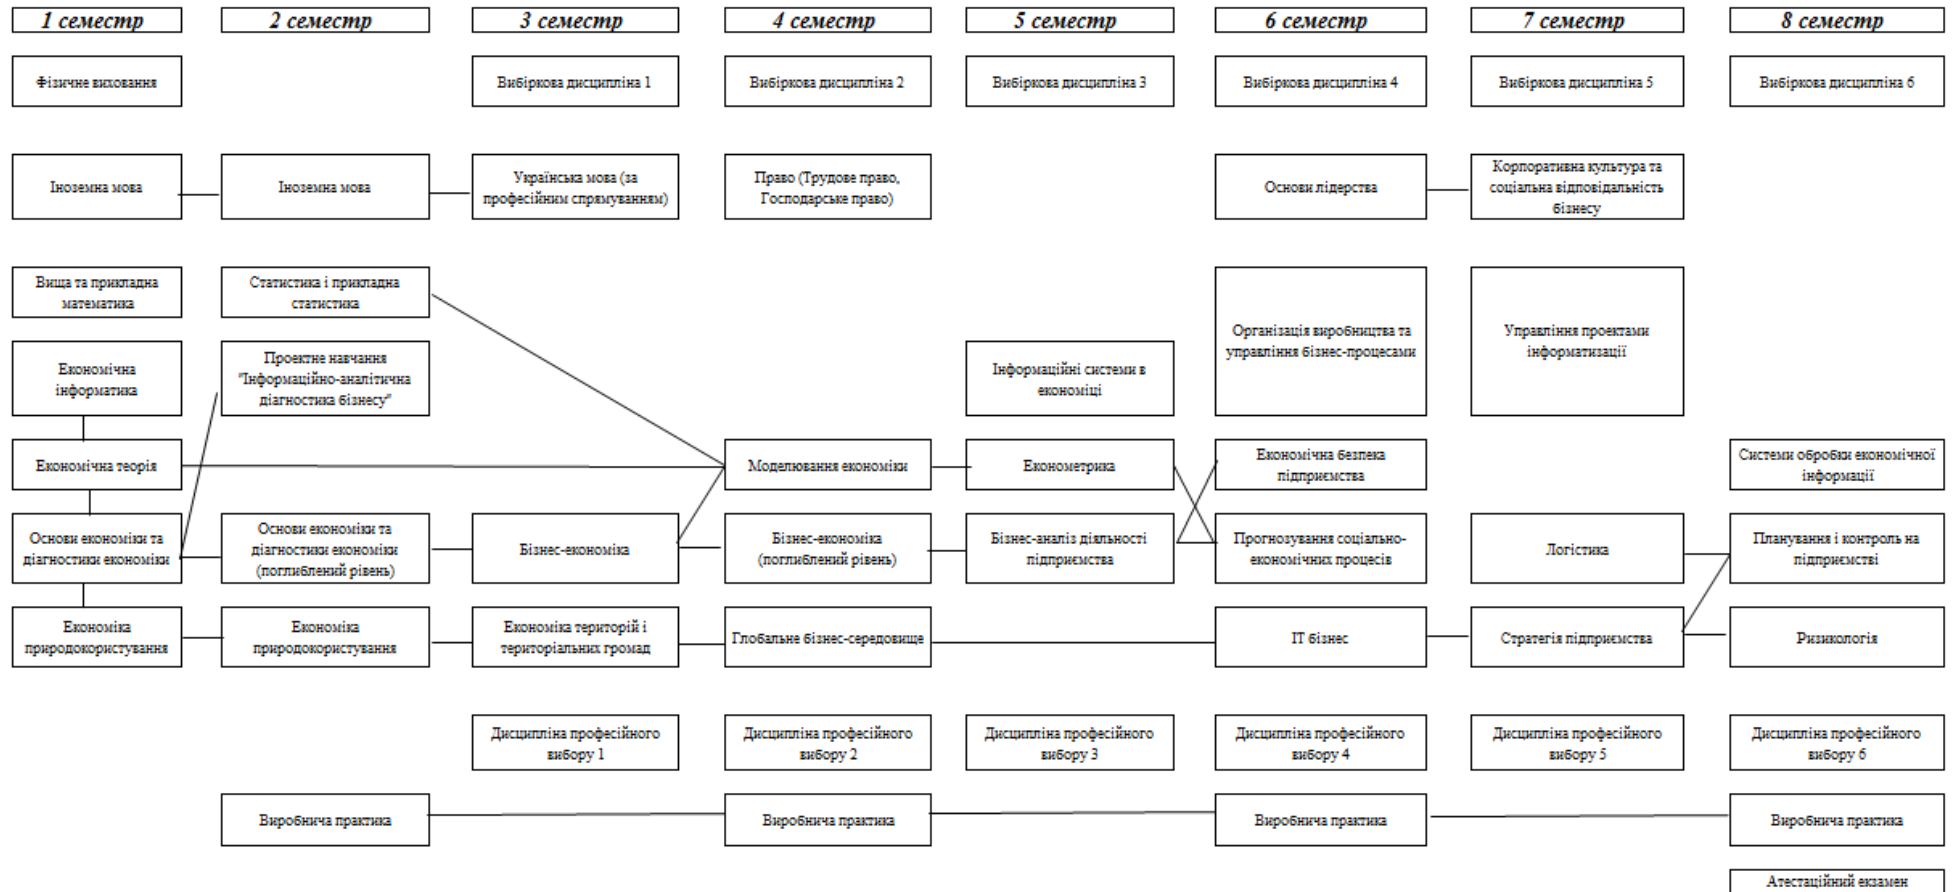 1 семестр
2 семестр
3 семестр
4 семестр
5 семестр
6 семестр
7 семестр
8 семестр
Фізичне виховання
Вибіркова дисципліна 1
Вибіркова дисципліна 2
Вибіркова дисципліна 3
Вибіркова дисципліна 4
Вибіркова дисципліна 5
Вибіркова дисципліна 6
Іноземна мова
Іноземна мова
Українська мова (за
професійним спрямуванням)
Право (Трудове право,
Господарське право)
Основи лідерства
Корпоративна культура та
соціальна відповідальність
бізнесу
Вища та прикладна
математика
Статистика і прикладна
статистика
Організація виробництва та
управління бізнес-процесами
Управління проектами
інформатизації
Економічна
інформатика
Проектне навчання
"Інформаційно-аналітична
діагностика бізнесу"
Інформаційні системи в
економіці
Економічна теорія
Моделювання економіки
Економетрика
Економічна безпека
підприємства
Системи обробки економічної
інформації
Основи економіки та
діагностики економіки
Основи економіки та
діагностики економіки
(поглиблений рівень)
Бізнес-економіка
Бізнес-економіка
(поглиблений рівень)
Бізнес-аналіз діяльності
підприємства
Прогнозування соціально-
економічних процесів
Логістика
Планування і контроль на
підприємстві
Економіка
природокористування
Економіка
природокористування
Економіка територій і
територіальних громад
Глобальне бізнес-середовище
ІТ бізнес
Стратегія підприємства
Ризикологія
Дисципліна професійного
вибору 1
Дисципліна професійного
вибору 2
Дисципліна професійного
вибору 3
Дисципліна професійного
вибору 4
Дисципліна професійного
вибору 5
Дисципліна професійного
вибору 6
Виробнича практика
Виробнича практика
Виробнича практика
Виробнича практика
Атестаційний екзамен